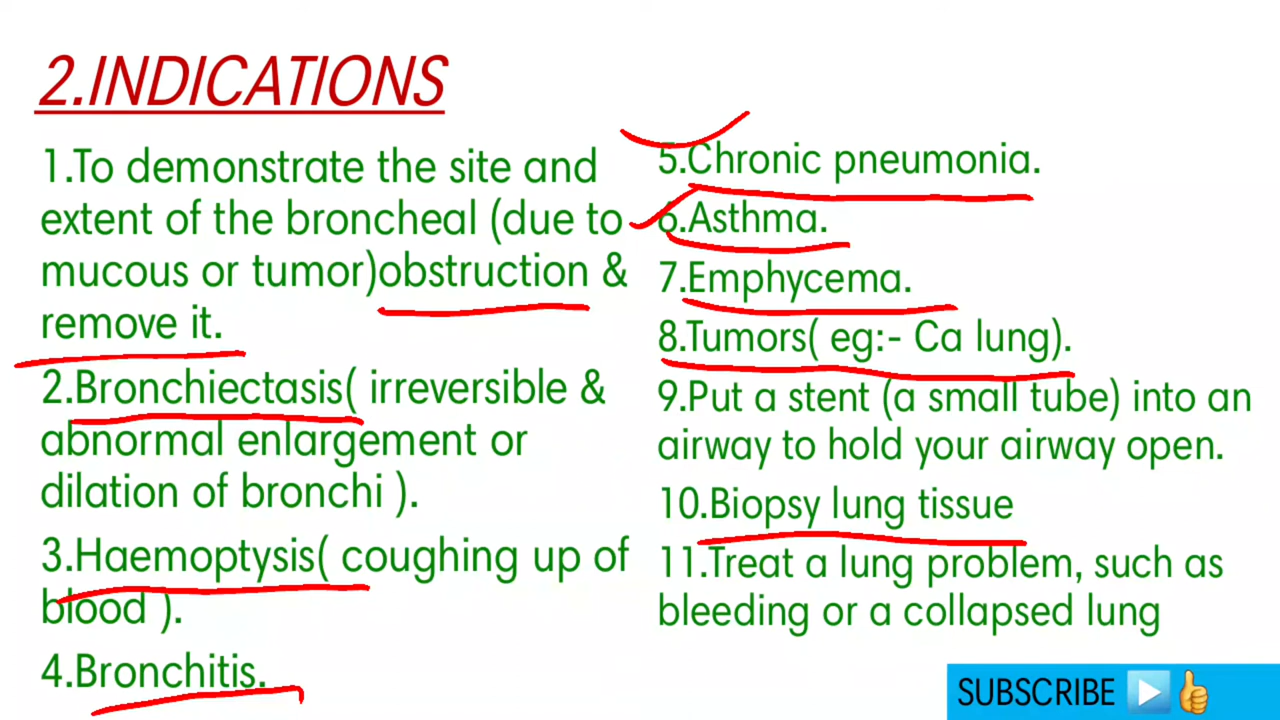 2.INDICATIONS
1.To demonstrate the site and
extent of the broncheal (due to
mucous or tumor)obstruction &
remove it.
2.Bronchiectasis( irreversible &
abnormal enlargement or
dilation of bronchi ).
3.Haemoptysis( coughing up of
blood ).
4.Bronchitis.
5.Chronic pneumonia.
6.Asthma.
7.Emphycema.
8.Tumors( eg:- Ca lung).
9.Put a stent (a small tube) into an
airway to hold your airway open.
10.Biopsy lung tissue
11.Treat a lung problem, such as
bleeding or a collapsed lung
SUBSCRIBE